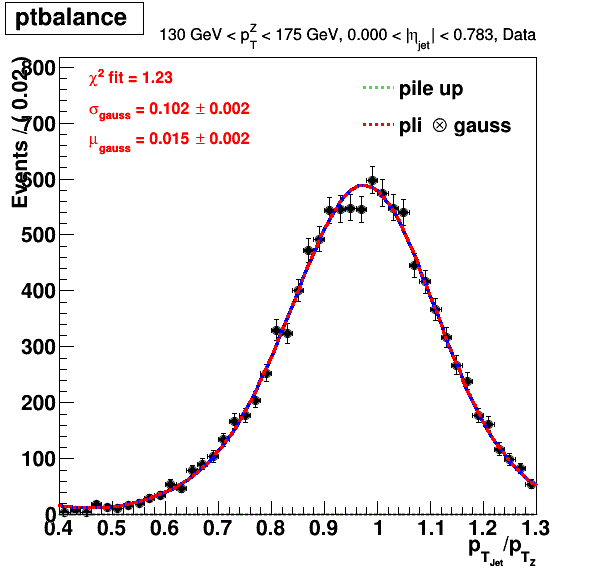 ptbalance
130 GeV < p_T^Z < 175 GeV, 0.000 < |η_jet| < 0.783, Data
χ² fit = 1.23
σ_gauss = 0.102 ± 0.002
μ_gauss = 0.015 ± 0.002
pile up
pli ⊗ gauss
Events / ( 0.02 )
800
700
600
500
400
300
200
100
0
0.4 0.5 0.6 0.7 0.8 0.9 1 1.1 1.2 1.3
p_T_Jet/p_T_Z